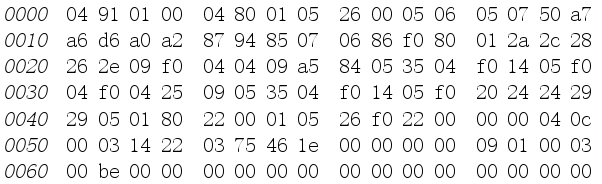 0000 04 91 01 00 04 80 01 05 26 00 05 06 05 07 50 a7
0010 a6 d6 a0 a2 87 94 85 07 06 86 f0 80 01 2a 2c 28
0020 26 2e 09 f0 04 04 09 a5 84 05 35 04 f0 14 05 f0
0030 04 f0 04 25 09 05 35 04 f0 14 05 f0 20 24 24 29
0040 29 05 01 80 22 00 01 05 26 f0 22 00 00 00 04 0c
0050 00 03 14 22 03 75 46 1e 00 00 00 00 09 01 00 03
0060 00 be 00 00 00 00 00 00 00 00 00 00 00 00 00 00